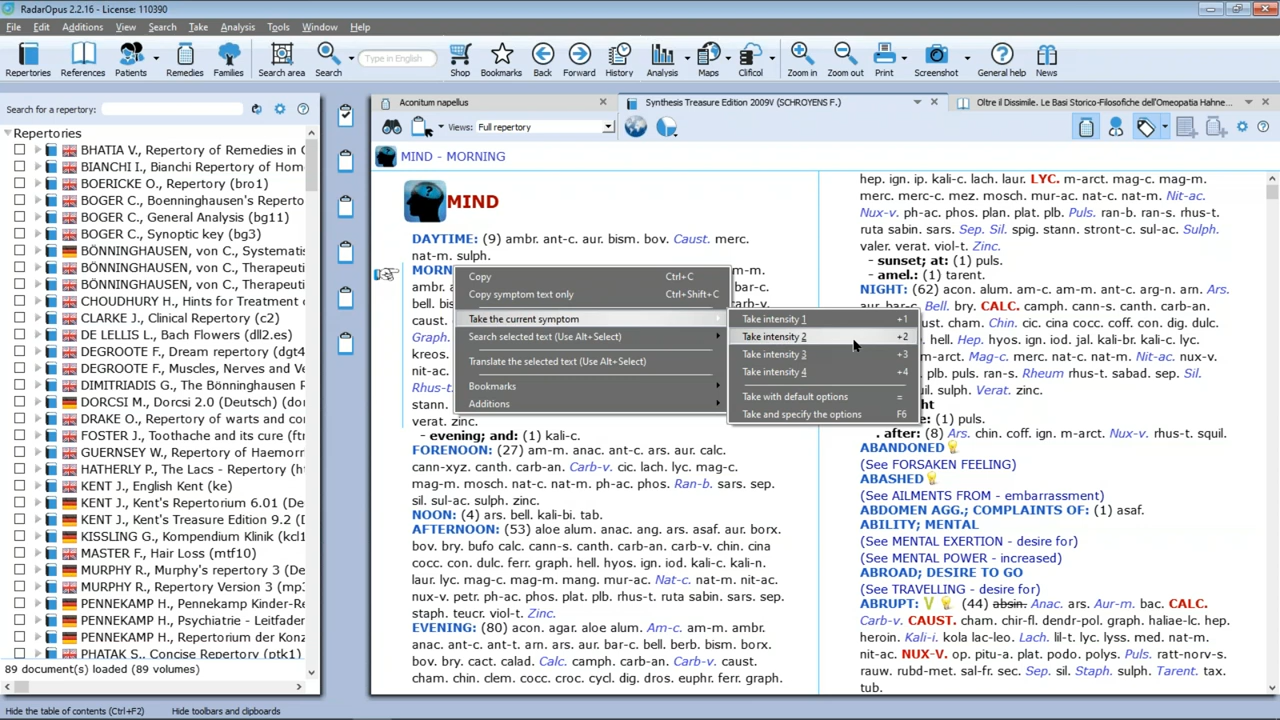 RadarOpus 2.2.16 - License: 110390
File Edit Additions View Search Take Analysis Tools Window Help
Type in English
Repertories References Patients Remedies Families Search area Search Shop Bookmarks Back Forward History Analysis Maps Clificol Zoom in Zoom out Print Screenshot General help News
Search for a repertory:
Repertories
BHATIA V., Repertory of Remedies in C
BIANCHI I., Bianchi Repertory of Hom
BOERICKE O., Repertory (bro1)
BOGER C., Boenninghausen's Reperto
BOGER C., General Analysis (bg11)
BOGER C., Synoptic key (bg3)
BÖNNINGHAUSEN, von C., Systematis
BÖNNINGHAUSEN, von C., Therapeuti
BÖNNINGHAUSEN, von C., Therapeuti
CHOUDHURY H., Hints for Treatment o
CLARKE J., Clinical Repertory (c2)
DE LELLIS L., Bach Flowers (dbf1)
DEGROOTE F., Dream repertory (dgt4
DEGROOTE F., Repertory (dgt3)
DIMITRIADIS G., The Bönninghausen
DORCSI M., Dorcsi 2.0 (Deutsch) (dom
DRAKE O., Repertory of warts and cor
FOSTER J., Toothache and its cure (ft
GUERNSEY W., Repertory of Haemor
HATHERLY P., The Lacs - Repertory (h
KENT J., English Kent (ke)
KENT J., Kent's Repertorium 6.01 (De
KENT J., Kent's Treasure Edition 9.2 (
KISSLING G., Kompendium Klinik (kcl1
MASTER F., Hair Loss (mtf10)
MURPHY R., Murphy's repertory 3 (De
MURPHY R., Repertory Version 3 (mp3
PENNEKAMP H., Pennekamp Kinder-Re
PENNEKAMP H., Psychiatrie - Leitfader
PENNEKAMP H., Repertorium der Konz
PHATAK S., Concise Repertory (ptk1)
89 document(s) loaded (89 volumes)
Hide the table of contents (Ctrl+F2) Hide toolbars and clipboards
Aconitum napellus
Synthesis Treasure Edition 2009V (SCHROYENS F.)
Oltre il Dissimile. Le Basi Storico-Filosofiche dell'Omeopatia Hahne...
Views: Full repertory
MIND - MORNING
MIND
DAYTIME: (9) ambr. ant-c. aur. bism. bov. Caust. merc.
nat-m. sulph.
MORN m-m.
ambr. bar-c.
bell. carb-v.
caust.
Graph.
kreos.
nit-ac.
Rhus-t.
stann.
verat. zinc.
- evening; and: (1) kali-c.
FORENOON: (27) am-m. anac. ant-c. ars. aur. calc.
cann-xyz. canth. carb-an. Carb-v. cic. lach. lyc. mag-c.
mag-m. mosch. nat-c. nat-m. ph-ac. phos. Ran-b. sars. sep.
sil. sul-ac. sulph. zinc.
NOON: (4) ars. bell. kali-bi. tab.
AFTERNOON: (53) aloe alum. anac. ang. ars. asaf. aur. borx.
bov. bry. bufo calc. cann-s. canth. carb-an. carb-v. chin. cina
cocc. con. dulc. ferr. graph. hell. hyos. ign. iod. kali-c. kali-n.
laur. lyc. mag-c. mag-m. mang. mur-ac. Nat-c. nat-m. nit-ac.
nux-v. petr. ph-ac. phos. plat. plb. rhus-t. ruta sabin. sars. sep.
staph. teucr. viol-t. Zinc.
EVENING: (80) acon. agar. aloe alum. Am-c. am-m. ambr.
anac. ant-c. ant-t. arn. ars. aur. bar-c. bell. berb. bism. borx.
bov. bry. cact. calad. Calc. camph. carb-an. Carb-v. caust.
cham. chir. clem. cocc. croc. cycl. dig. dros. euphr. ferr. graph.
Copy Ctrl+C
Copy symptom text only Ctrl+Shift+C
Take the current symptom
Search selected text (Use Alt+Select)
Translate the selected text (Use Alt+Select)
Bookmarks
Additions
Take intensity 1 +1
Take intensity 2 +2
Take intensity 3 +3
Take intensity 4 +4
Take with default options =
Take and specify the options F6
hep. ign. ip. kali-c. lach. laur. LYC. m-arct. mag-c. mag-m.
merc. merc-c. mez. mosch. mur-ac. nat-c. nat-m. Nit-ac.
Nux-v. ph-ac. phos. plan. plat. plb. Puls. ran-b. ran-s. rhus-t.
ruta sabin. sars. Sep. Sil. spig. stann. stront-c. sul-ac. Sulph.
valer. verat. viol-t. Zinc.
- sunset; at: (1) puls.
- amel.: (1) tarent.
NIGHT: (62) acon. alum. am-c. ant-c. arg-n. am. Ars.
aur. bar-c. Bell. bry. CALC. camph. cann-s. canth. carb-an.
cham. Chin. cic. cina cocc. coff. con. dig. dulc.
hell. Hep. hyos. ign. iod. jal. kali-br. kali-c. lyc.
m-arct. Mag-c. merc. nat-c. nat-m. nux-v.
puls. Rheum rhus-t. sabad. sep. Sil.
sulph. Verat. zinc.
(1) puls.
. after: (8) Ars. chin. coff. ign. m-arct. Nux-v. rhus-t. squil.
ABANDONED
(See FORSAKEN FEELING)
ABASHED
(See AILMENTS FROM - embarrassment)
ABDOMEN AGG.; COMPLAINTS OF: (1) asaf.
ABILITY; MENTAL
(See MENTAL EXERTION - desire for)
(See MENTAL POWER - increased)
ABROAD; DESIRE TO GO
(See TRAVELLING - desire for)
ABRUPT: V (44) absin. Anac. ars. Aur-m. bac. CALC.
Carb-v. CAUST. cham. chir-fl. dendr-pol. graph. haliae-lc. hep.
heroin. Kali-i. kola lac-leo. Lach. lil-t. lyc. lyss. med. nat-m.
nit-ac. NUX-V. op. pitu-a. plat. podo. polys. Puls. ratt-norv-s.
rauw. rubd-met. sal-fr. sec. Sep. sil. Staph. sulph. Tarent. tax.
tub.